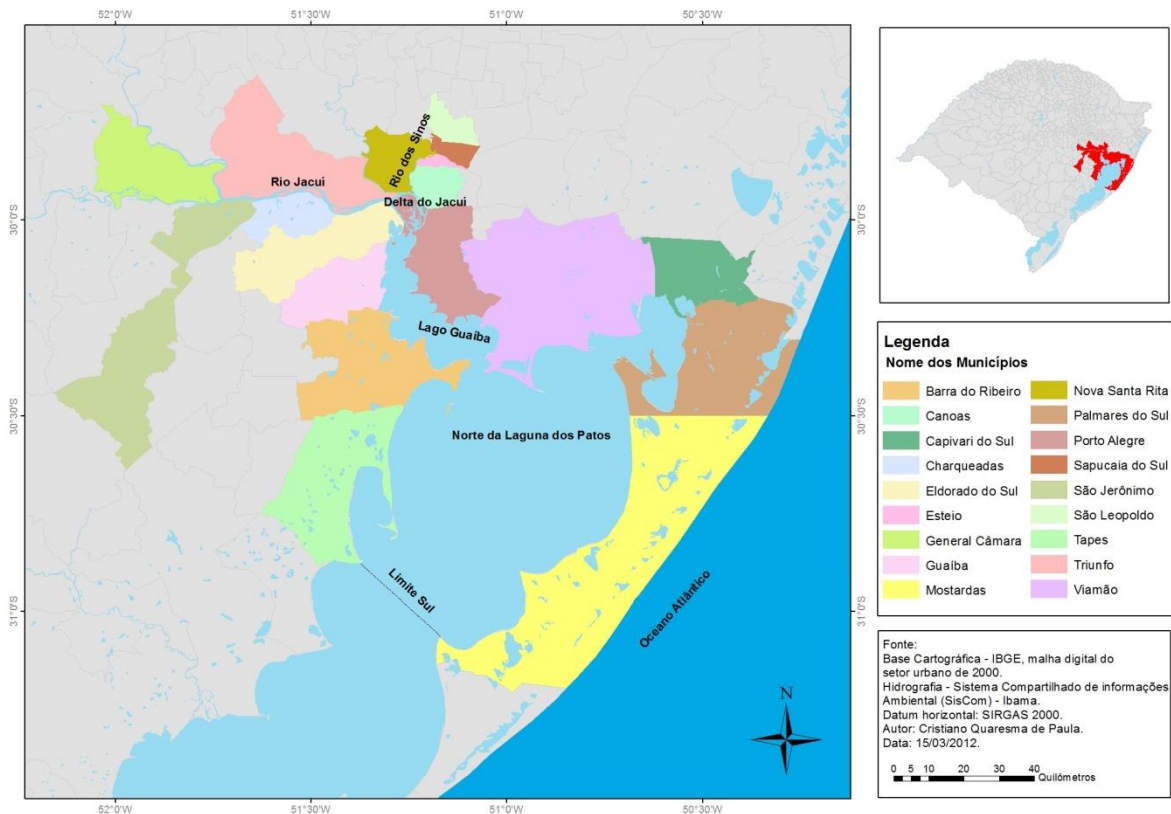 52°0'W
51°30'W
51°0'W
50°30'W
30°0'S
30°30'S
31°0'S
30°0'S
30°30'S
31°0'S
Rio dos Sinos
Rio Jacui
Delta do Jacui
Lago Guaíba
Norte da Laguna dos Patos
Limite Sul
Oceano Atlântico
N
52°0'W
51°30'W
51°0'W
50°30'W
Legenda
Nome dos Municípios
Barra do Ribeiro
Canoas
Capivari do Sul
Charqueadas
Eldorado do Sul
Esteio
General Câmara
Guaíba
Mostardas
Nova Santa Rita
Palmares do Sul
Porto Alegre
Sapucaia do Sul
São Jerônimo
São Leopoldo
Tapes
Triunfo
Viamão
Fonte:
Base Cartográfica - IBGE, malha digital do
setor urbano de 2000.
Hidrografia - Sistema Compartilhado de informações
Ambiental (SisCom) - Ibama.
Datum horizontal: SIRGAS 2000.
Autor: Cristiano Quaresma de Paula.
Data: 15/03/2012.
0 5 10 20 30 40
Quilômetros